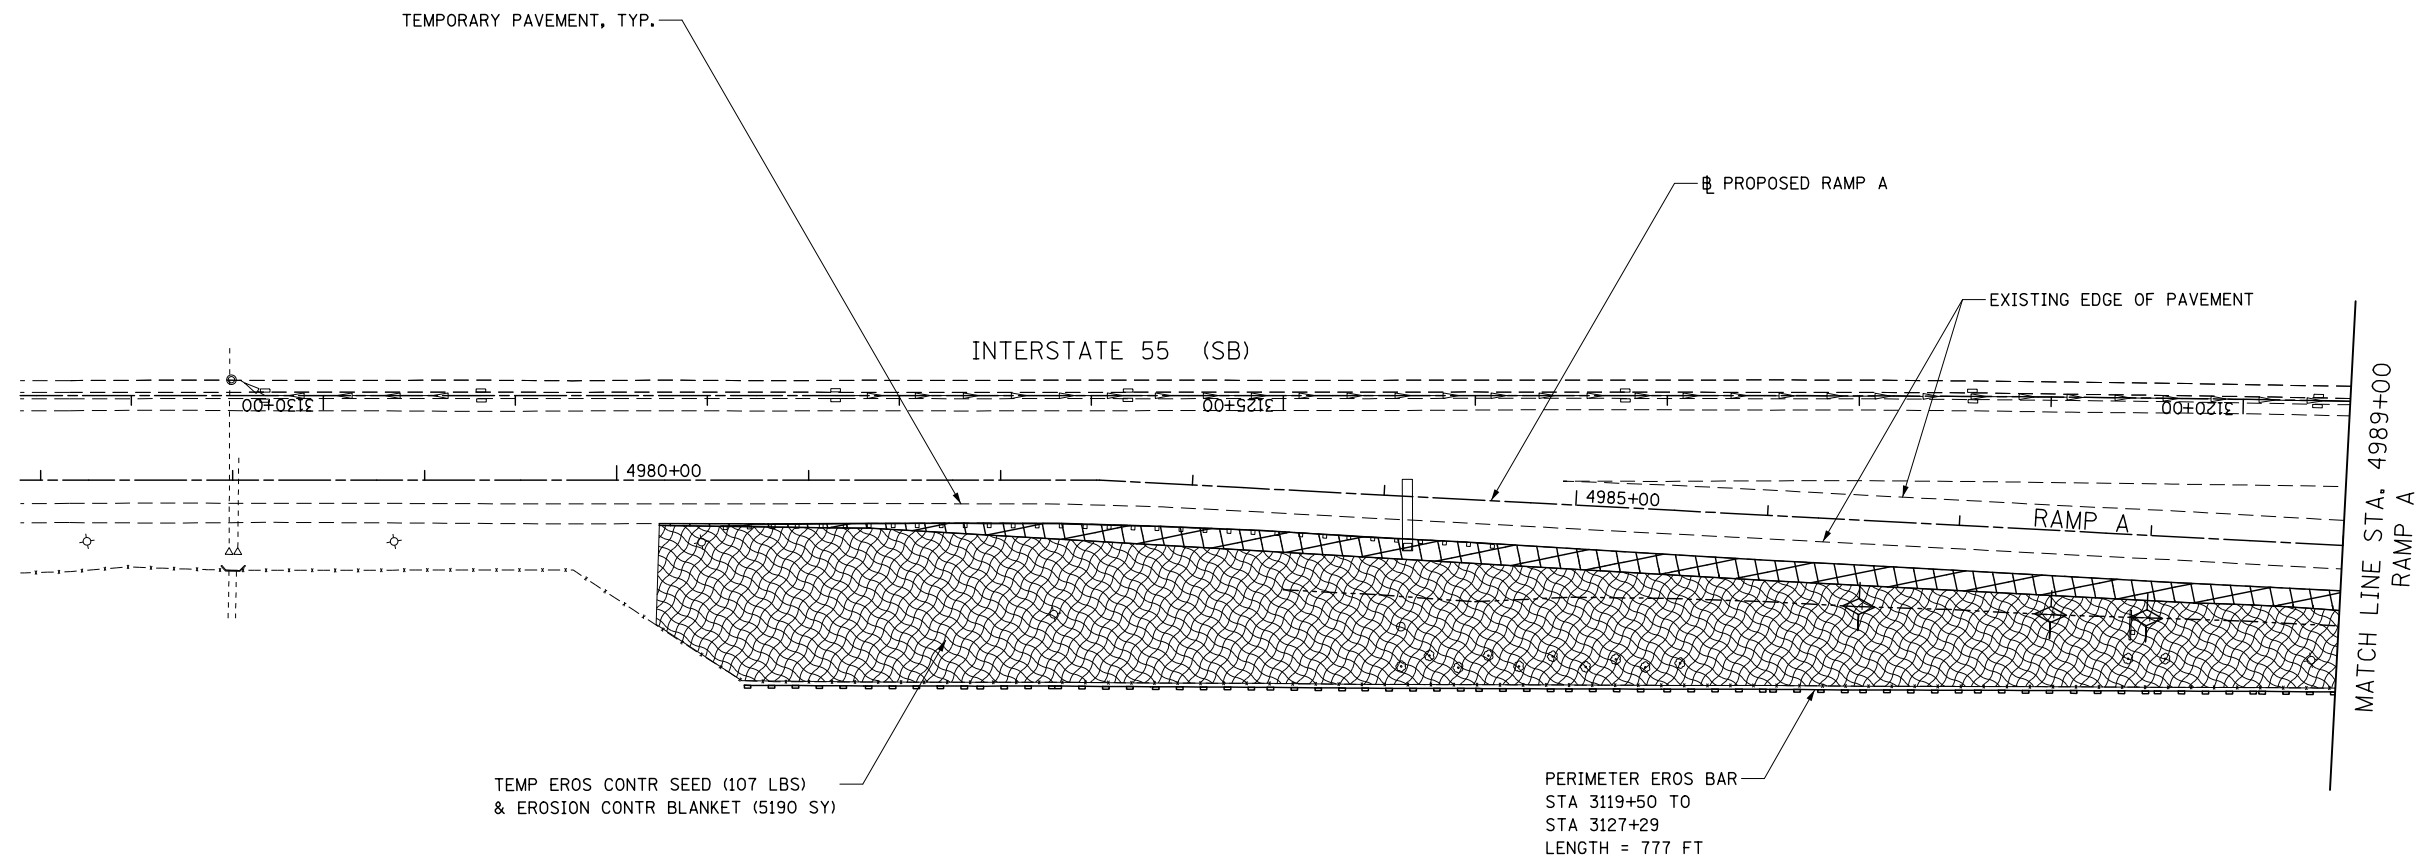 TEMPORARY PAVEMENT, TYP.
℄ PROPOSED RAMP A
EXISTING EDGE OF PAVEMENT
INTERSTATE 55 (SB)
3130+00
3125+00
3120+00
4980+00
4985+00
RAMP A
MATCH LINE STA. 4989+00
RAMP A
TEMP EROS CONTR SEED (107 LBS)
& EROSION CONTR BLANKET (5190 SY)
PERIMETER EROS BAR
STA 3119+50 TO
STA 3127+29
LENGTH = 777 FT